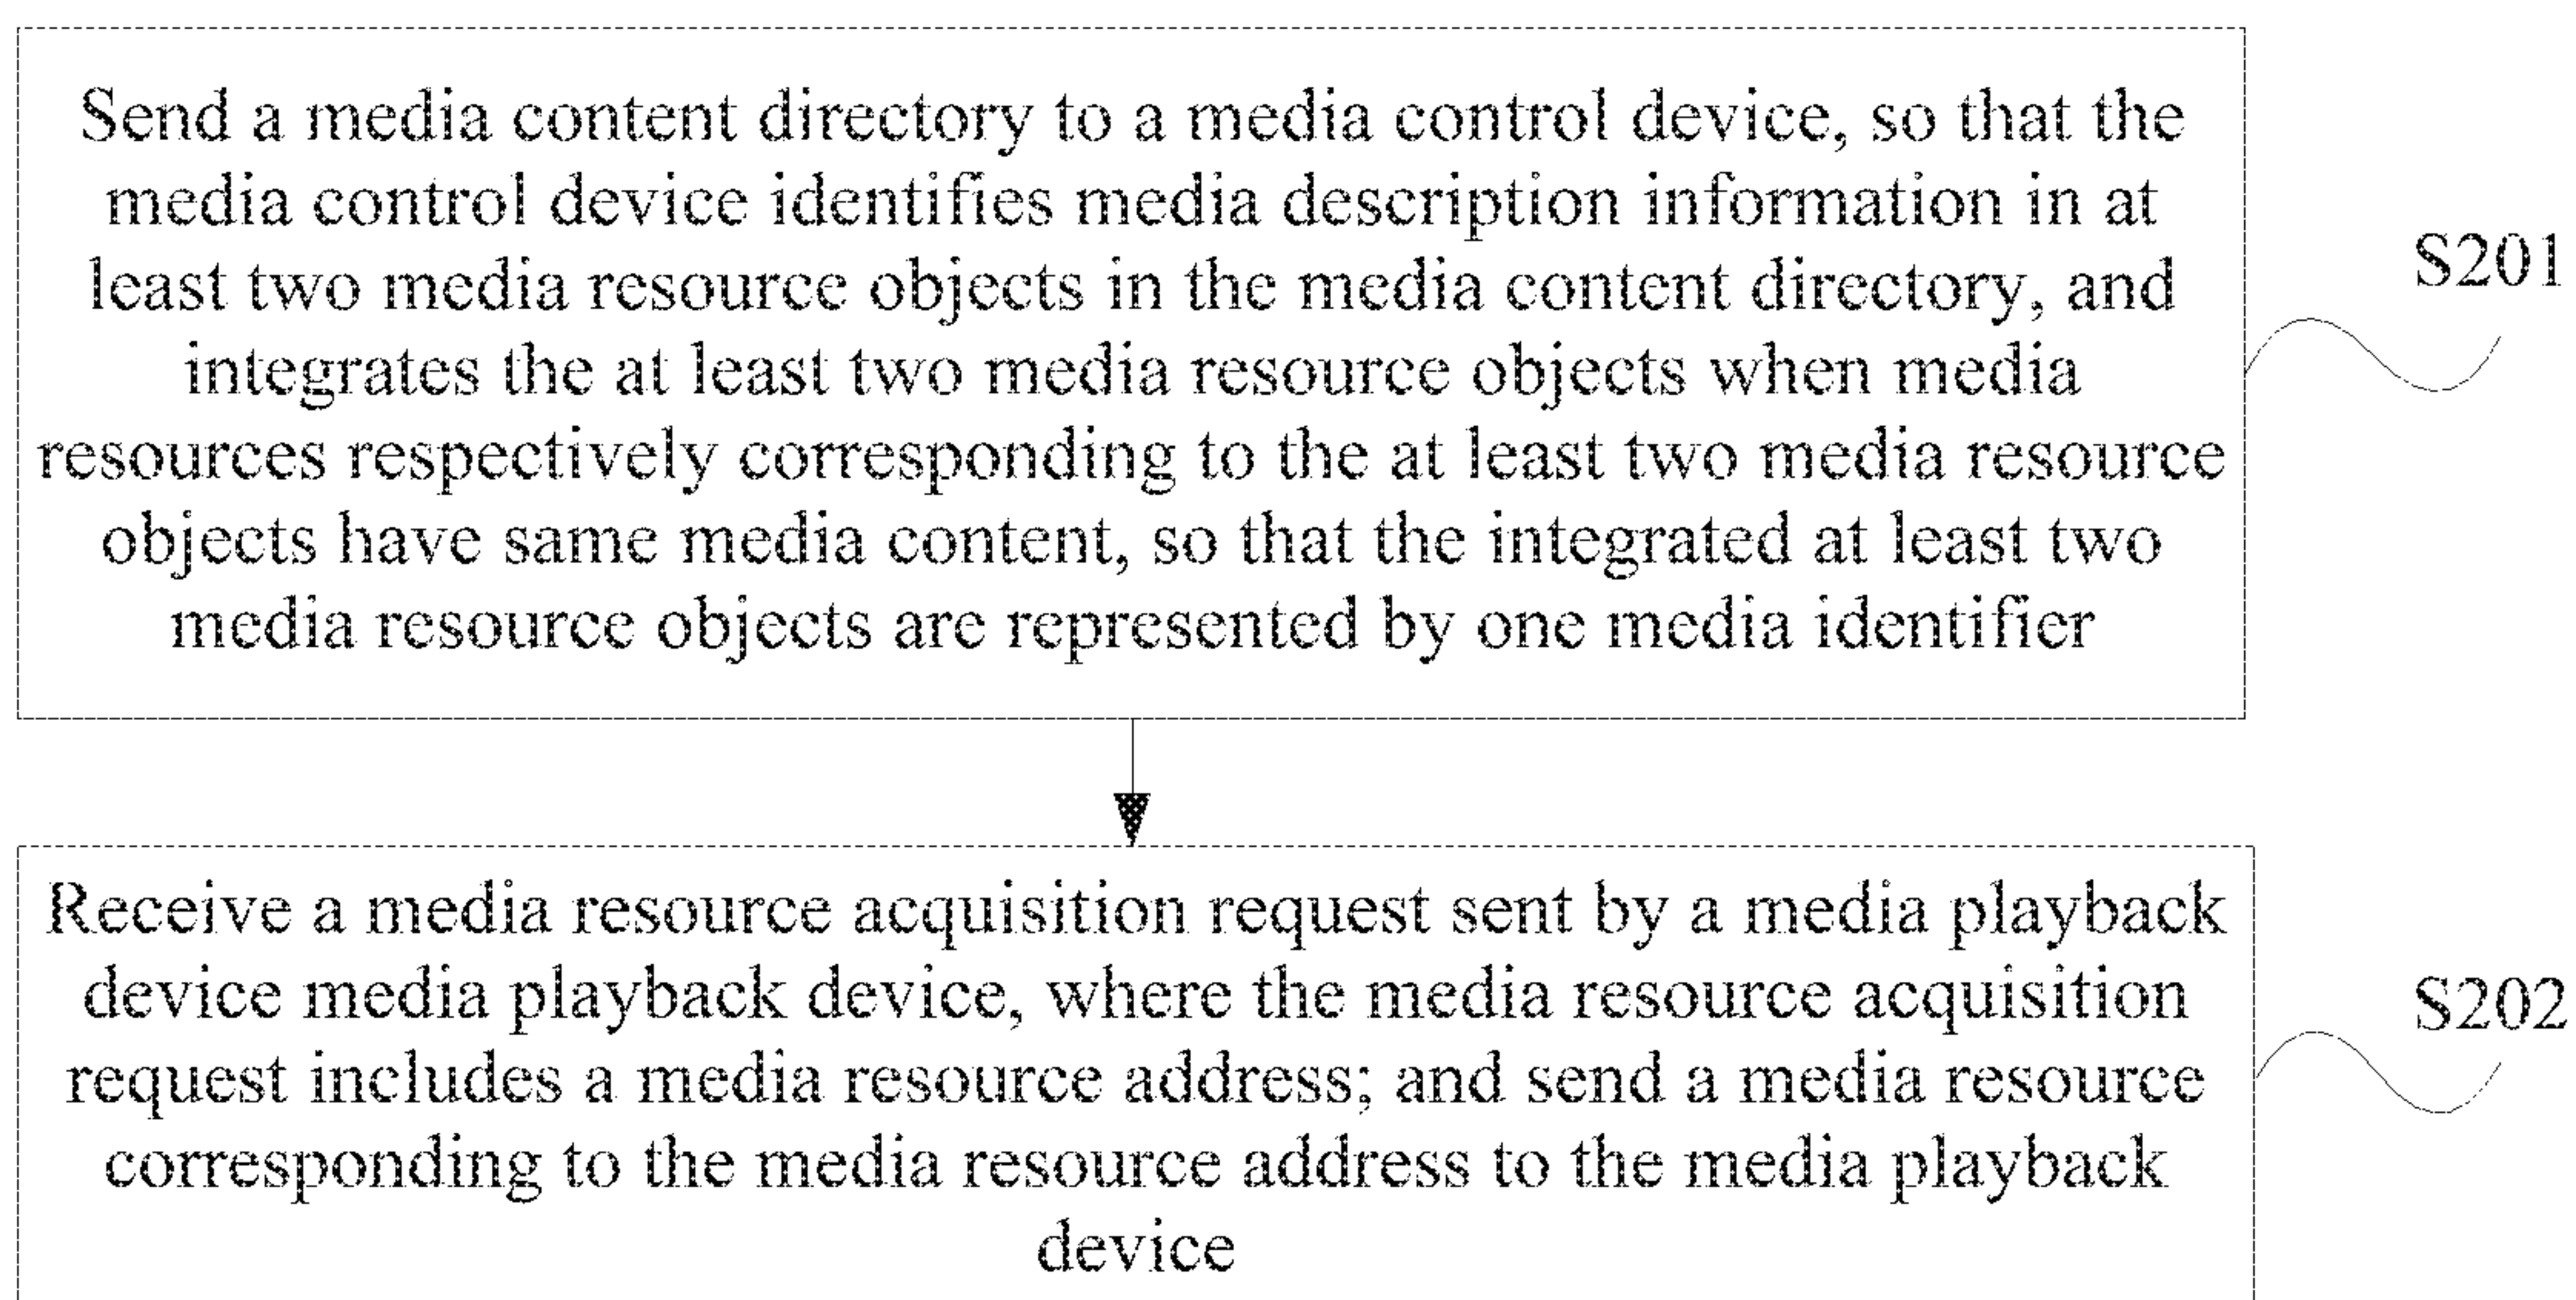 Send a media content directory to a media control device, so that the
media control device identifies media description information in at
least two media resource objects in the media content directory, and
integrates the at least two media resource objects when media
resources respectively corresponding to the at least two media resource
objects have same media content, so that the integrated at least two
media resource objects are represented by one media identifier
S201
Receive a media resource acquisition request sent by a media playback
device media playback device, where the media resource acquisition
request includes a media resource address; and send a media resource
corresponding to the media resource address to the media playback
device
S202